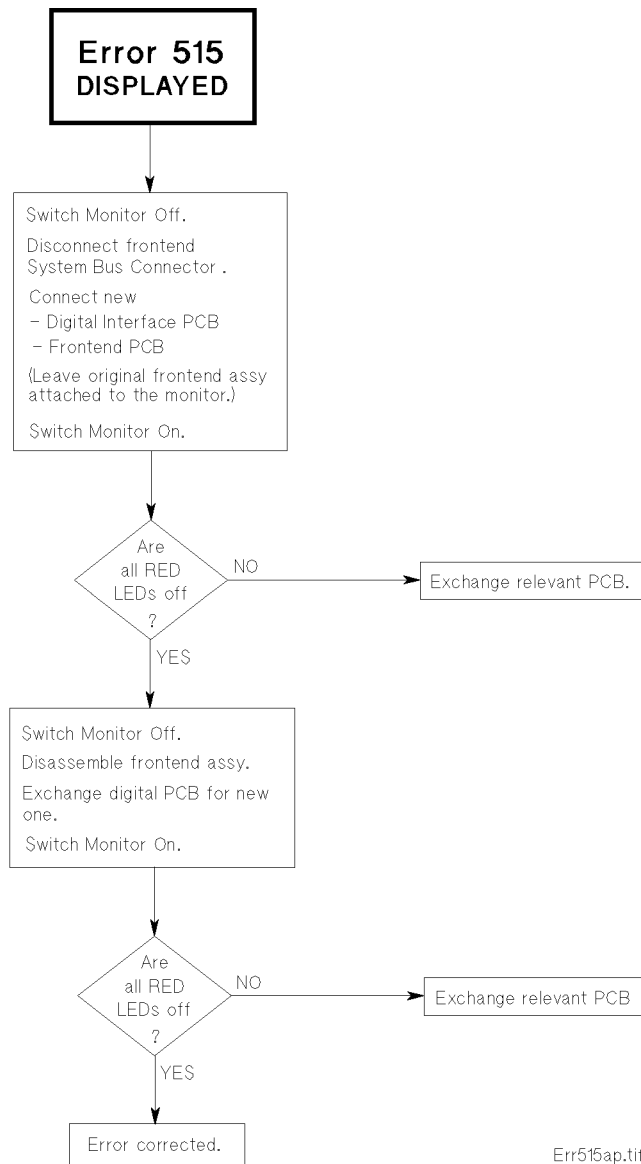 Error 515
DISPLAYED
Switch Monitor Off.
Disconnect frontend
System Bus Connector .
Connect new
- Digital Interface PCB
- Frontend PCB
(Leave original frontend assy
attached to the monitor.)
Switch Monitor On.
Are
all RED
LEDs off
?
NO
Exchange relevant PCB.
YES
Switch Monitor Off.
Disassemble frontend assy.
Exchange digital PCB for new
one.
Switch Monitor On.
Are
all RED
LEDs off
?
NO
Exchange relevant PCB
YES
Error corrected.
Err515ap.tif